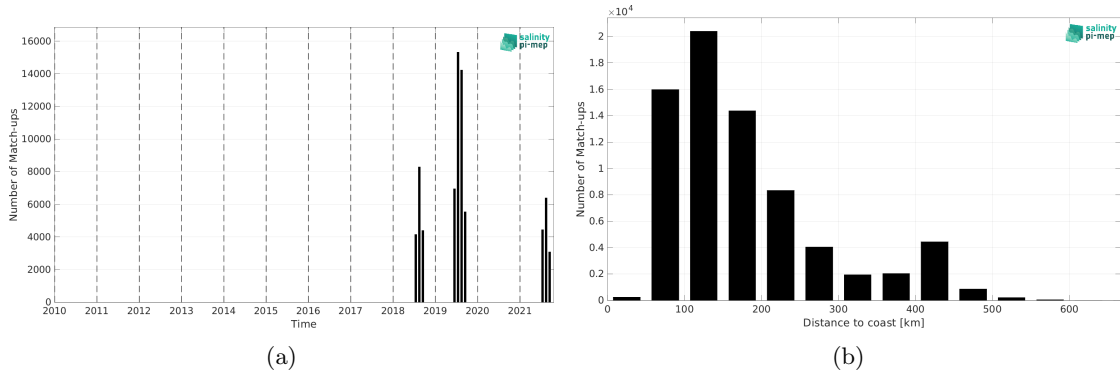 16000
14000
12000
10000
8000
6000
4000
2000
0
Number of Match-ups
2010 2011 2012 2013 2014 2015 2016 2017 2018 2019 2020 2021
Time
salinity
pi-mep
(a)
×10⁴
2
1.8
1.6
1.4
1.2
1
0.8
0.6
0.4
0.2
0
Number of Match-ups
0 100 200 300 400 500 600
Distance to coast [km]
salinity
pi-mep
(b)